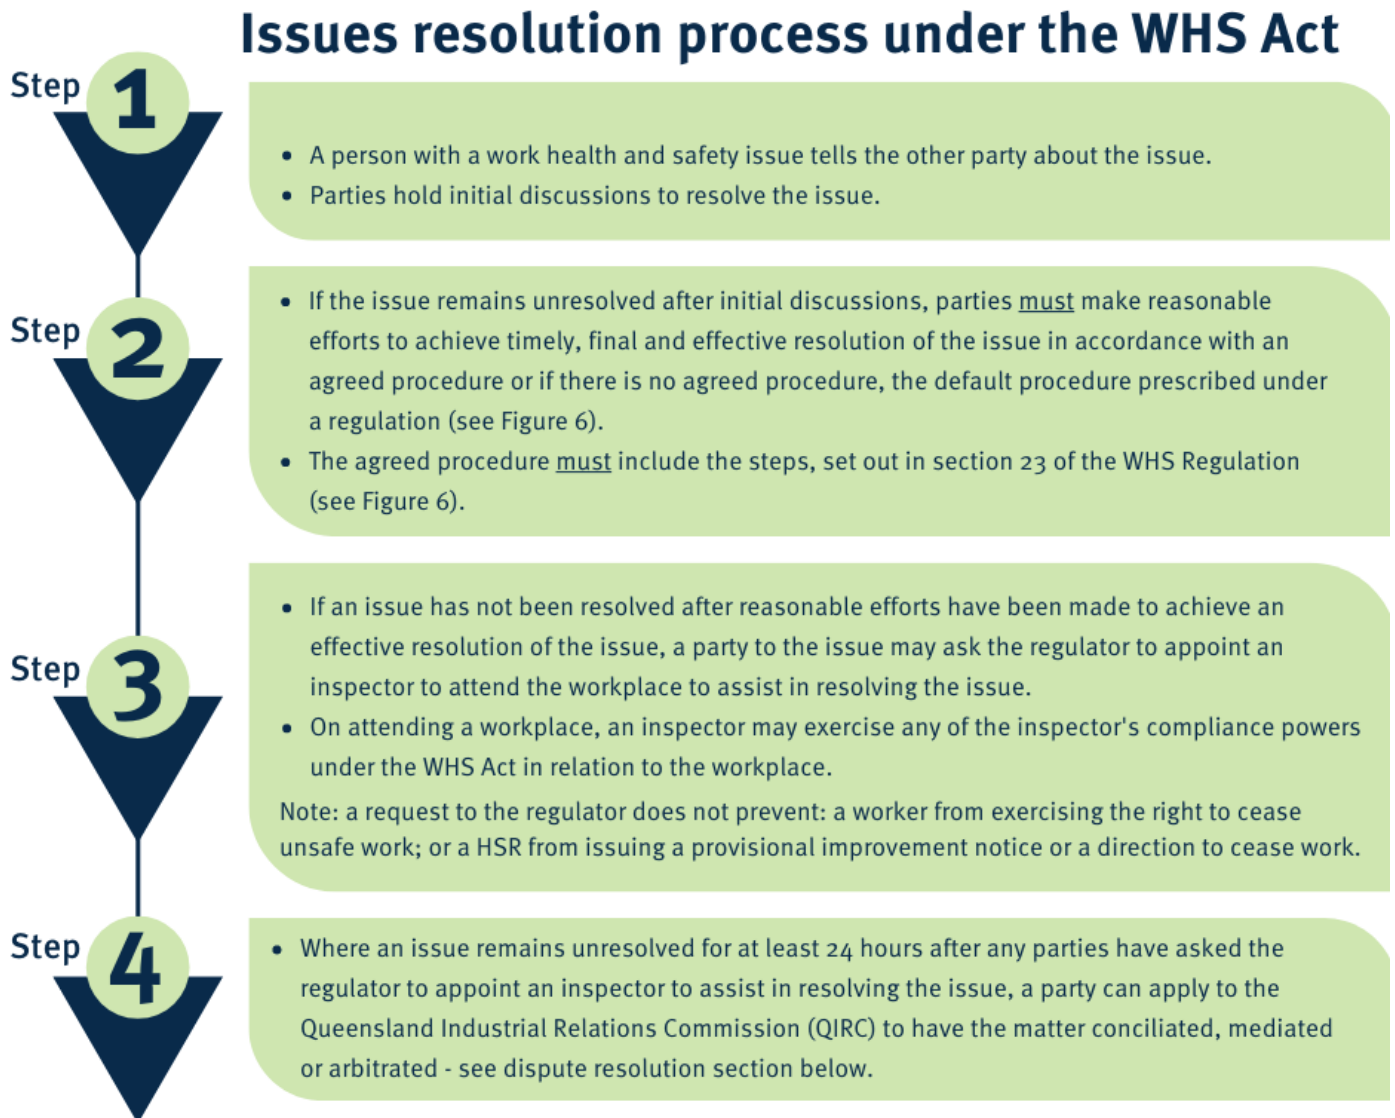 Issues resolution process under the WHS Act
Step 1
• A person with a work health and safety issue tells the other party about the issue.
• Parties hold initial discussions to resolve the issue.
Step 2
• If the issue remains unresolved after initial discussions, parties must make reasonable
efforts to achieve timely, final and effective resolution of the issue in accordance with an
agreed procedure or if there is no agreed procedure, the default procedure prescribed under
a regulation (see Figure 6).
• The agreed procedure must include the steps, set out in section 23 of the WHS Regulation
(see Figure 6).
Step 3
• If an issue has not been resolved after reasonable efforts have been made to achieve an
effective resolution of the issue, a party to the issue may ask the regulator to appoint an
inspector to attend the workplace to assist in resolving the issue.
• On attending a workplace, an inspector may exercise any of the inspector's compliance powers
under the WHS Act in relation to the workplace.
Note: a request to the regulator does not prevent: a worker from exercising the right to cease
unsafe work; or a HSR from issuing a provisional improvement notice or a direction to cease work.
Step 4
• Where an issue remains unresolved for at least 24 hours after any parties have asked the
regulator to appoint an inspector to assist in resolving the issue, a party can apply to the
Queensland Industrial Relations Commission (QIRC) to have the matter conciliated, mediated
or arbitrated - see dispute resolution section below.